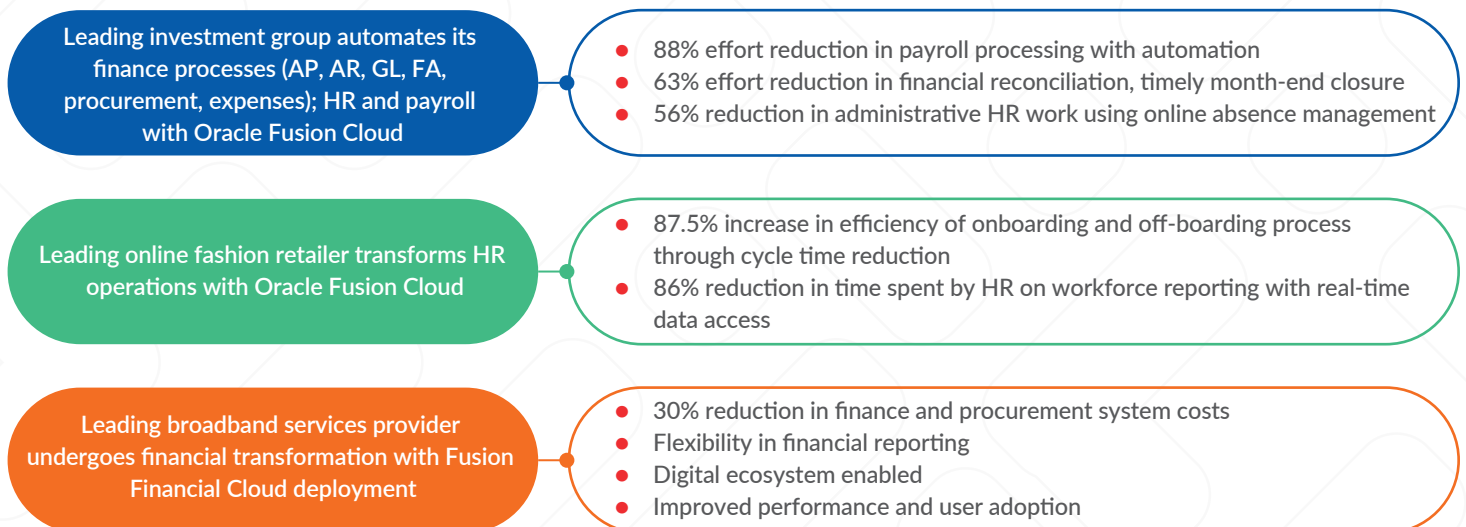 Leading investment group automates its
finance processes (AP, AR, GL, FA,
procurement, expenses); HR and payroll
with Oracle Fusion Cloud
88% effort reduction in payroll processing with automation
63% effort reduction in financial reconciliation, timely month-end closure
56% reduction in administrative HR work using online absence management
Leading online fashion retailer transforms HR
operations with Oracle Fusion Cloud
87.5% increase in efficiency of onboarding and off-boarding process
through cycle time reduction
86% reduction in time spent by HR on workforce reporting with real-time
data access
Leading broadband services provider
undergoes financial transformation with Fusion
Financial Cloud deployment
30% reduction in finance and procurement system costs
Flexibility in financial reporting
Digital ecosystem enabled
Improved performance and user adoption